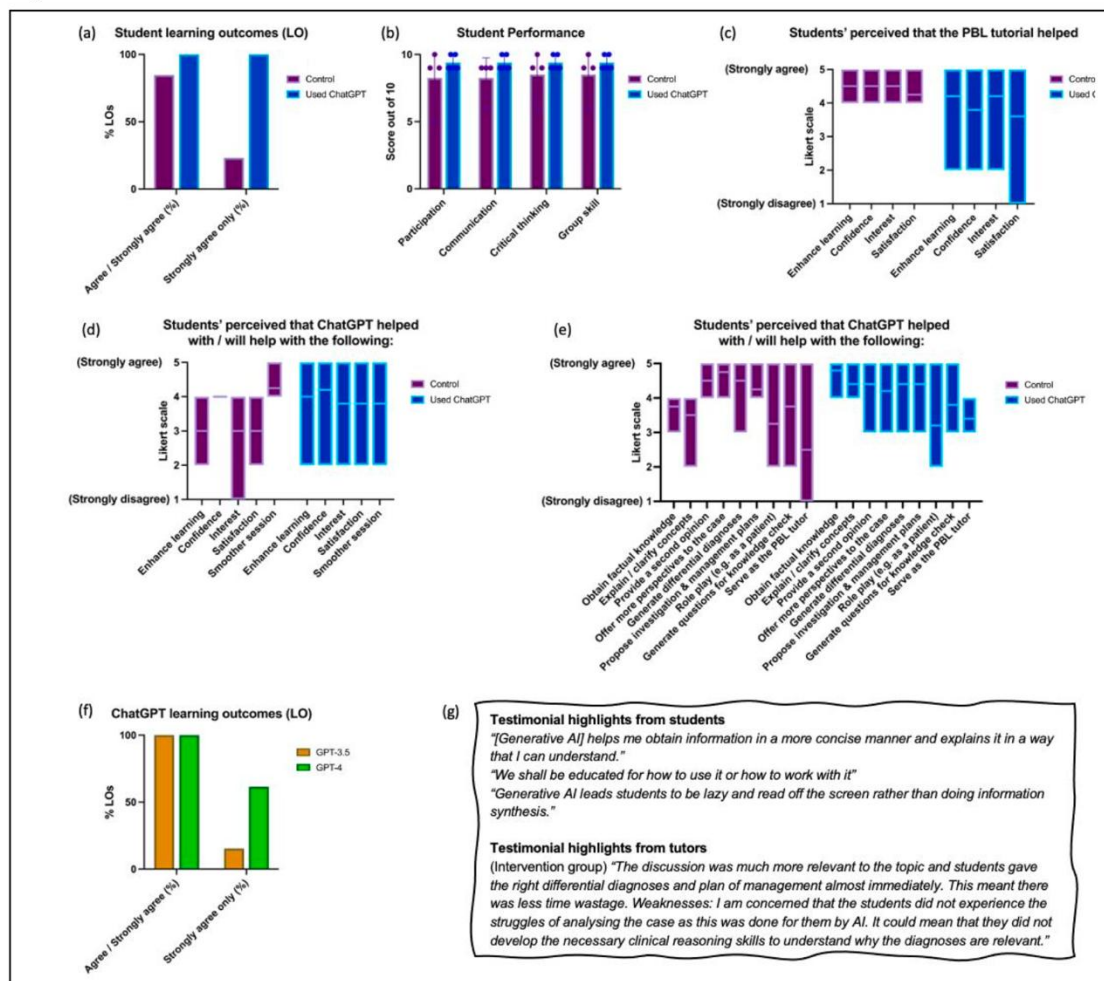 (a)
Student learning outcomes (LO)
100
50
0
% LOs
Agree / Strongly agree (%)
Strongly agree only (%)
Control
Used ChatGPT
(b)
Student Performance
10
5
0
Score out of 10
Participation
Communication
Critical thinking
Group skill
Control
Used ChatGPT
(c)
Students' perceived that the PBL tutorial helped
(Strongly agree)
5
4
3
2
(Strongly disagree)
1
Likert scale
Enhance learning
Confidence
Interest
Satisfaction
Enhance learning
Confidence
Interest
Satisfaction
Contro
Used C
(d)
Students' perceived that ChatGPT helped
with / will help with the following:
(Strongly agree)
5
4
3
2
(Strongly disagree)
1
Likert scale
Enhance learning
Confidence
Interest
Satisfaction
Smoother session
Enhance learning
Confidence
Interest
Satisfaction
Smoother session
Control
Used ChatGPT
(e)
Students' perceived that ChatGPT helped
with / will help with the following:
(Strongly agree)
5
4
3
2
(Strongly disagree)
1
Likert scale
Obtain factual knowledge
Explain / clarify concepts
Provide a second opinion
Offer more perspectives to the case
Generate differential diagnoses
Propose investigation & management plans
Role play (e.g. as a patient)
Generate questions for knowledge check
Serve as the PBL tutor
Obtain factual knowledge
Explain / clarify concepts
Provide a second opinion
Offer more perspectives to the case
Generate differential diagnoses
Propose investigation & management plans
Role play (e.g. as a patient)
Generate questions for knowledge check
Serve as the PBL tutor
Control
Used ChatGPT
(f)
ChatGPT learning outcomes (LO)
100
50
0
% LOs
Agree / Strongly agree (%)
Strongly agree only (%)
GPT-3.5
GPT-4
(g)
Testimonial highlights from students
"[Generative AI] helps me obtain information in a more concise manner and explains it in a way
that I can understand."
"We shall be educated for how to use it or how to work with it"
"Generative AI leads students to be lazy and read off the screen rather than doing information
synthesis."
Testimonial highlights from tutors
(Intervention group) "The discussion was much more relevant to the topic and students gave
the right differential diagnoses and plan of management almost immediately. This meant there
was less time wastage. Weaknesses: I am concerned that the students did not experience the
struggles of analysing the case as this was done for them by AI. It could mean that they did not
develop the necessary clinical reasoning skills to understand why the diagnoses are relevant."